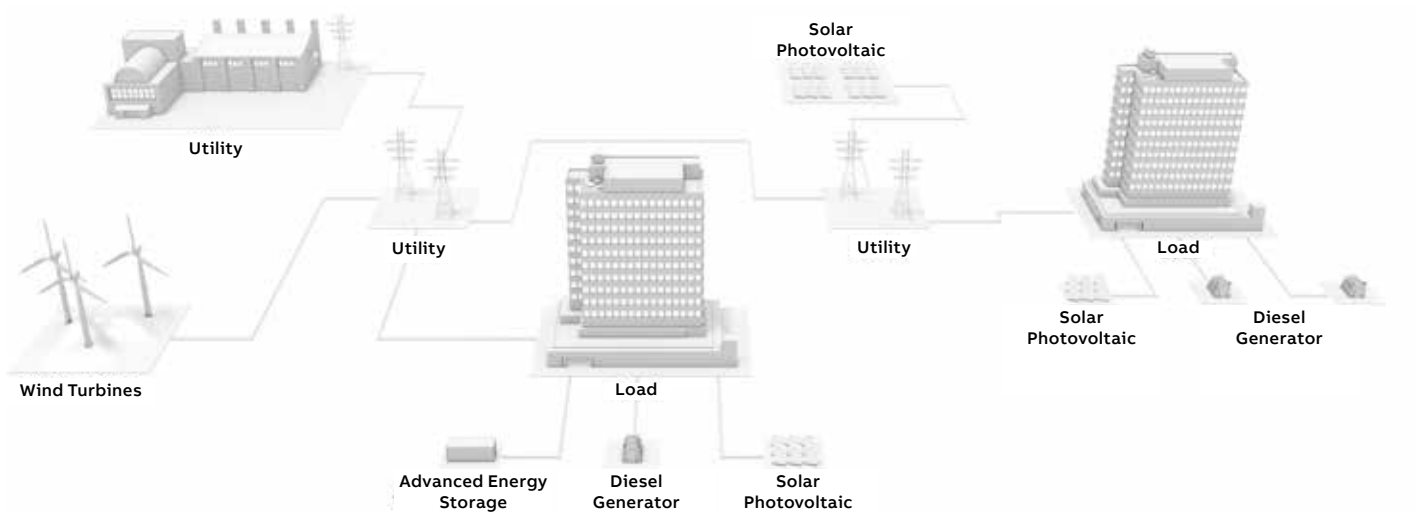 Solar
Photovoltaic
Utility
Utility
Utility
Load
Solar
Photovoltaic
Diesel
Generator
Wind Turbines
Load
Advanced Energy
Storage
Diesel
Generator
Solar
Photovoltaic